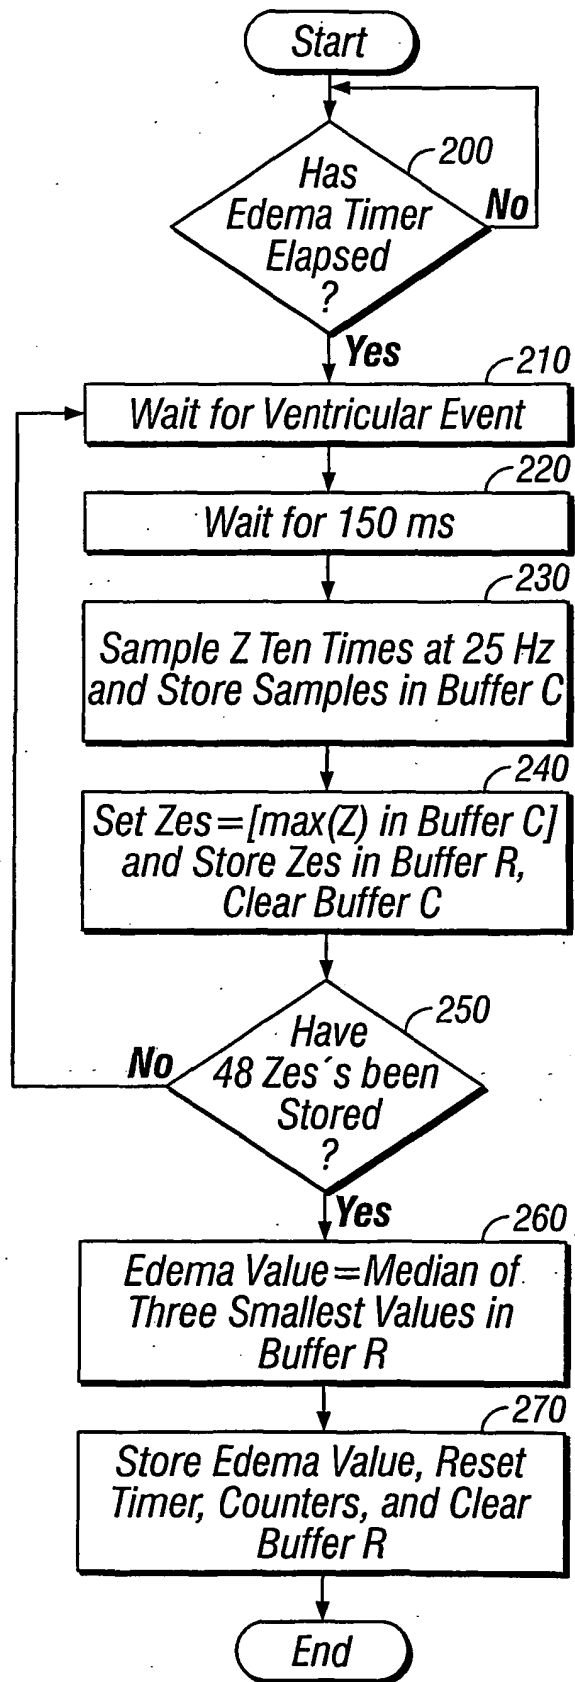 Start
200
Has
Edema Timer
Elapsed
?
No
Yes
210
Wait for Ventricular Event
220
Wait for 150 ms
230
Sample Z Ten Times at 25 Hz
and Store Samples in Buffer C
240
Set Zes=[max(Z) in Buffer C]
and Store Zes in Buffer R,
Clear Buffer C
250
Have
48 Zes´s been
Stored
?
No
Yes
260
Edema Value=Median of
Three Smallest Values in
Buffer R
270
Store Edema Value, Reset
Timer, Counters, and Clear
Buffer R
End